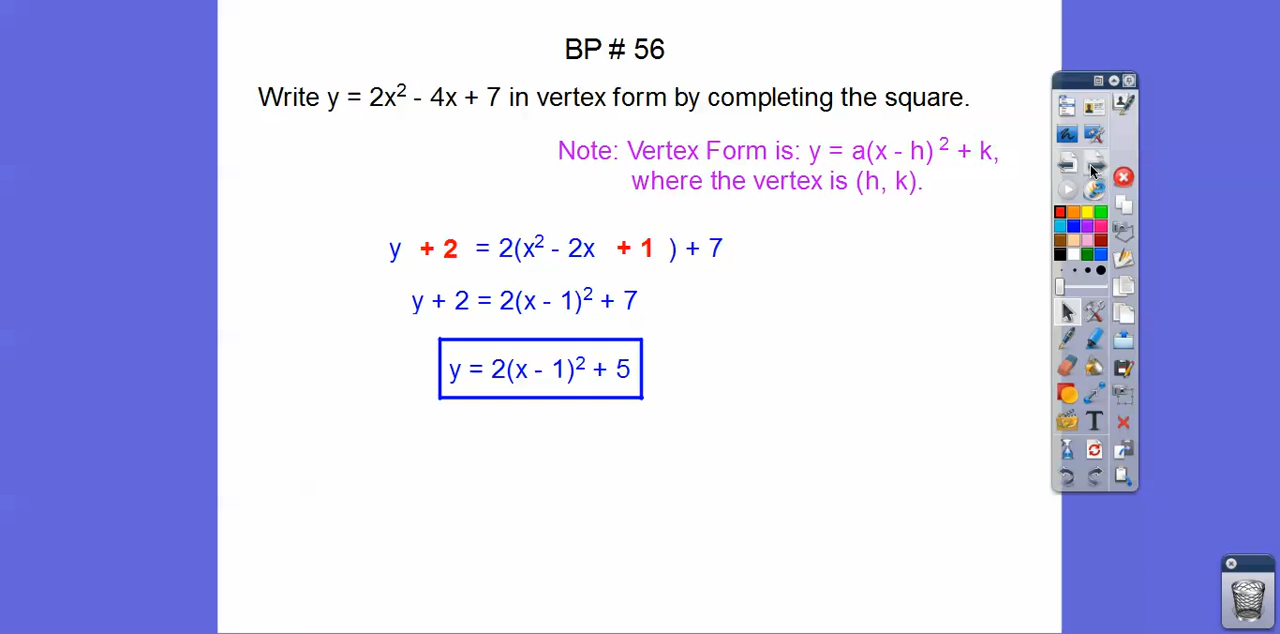 BP # 56
Write y = 2x² - 4x + 7 in vertex form by completing the square.
Note: Vertex Form is: y = a(x - h)² + k,
where the vertex is (h, k).
y + 2 = 2(x² - 2x + 1 ) + 7
y + 2 = 2(x - 1)² + 7
y = 2(x - 1)² + 5
T